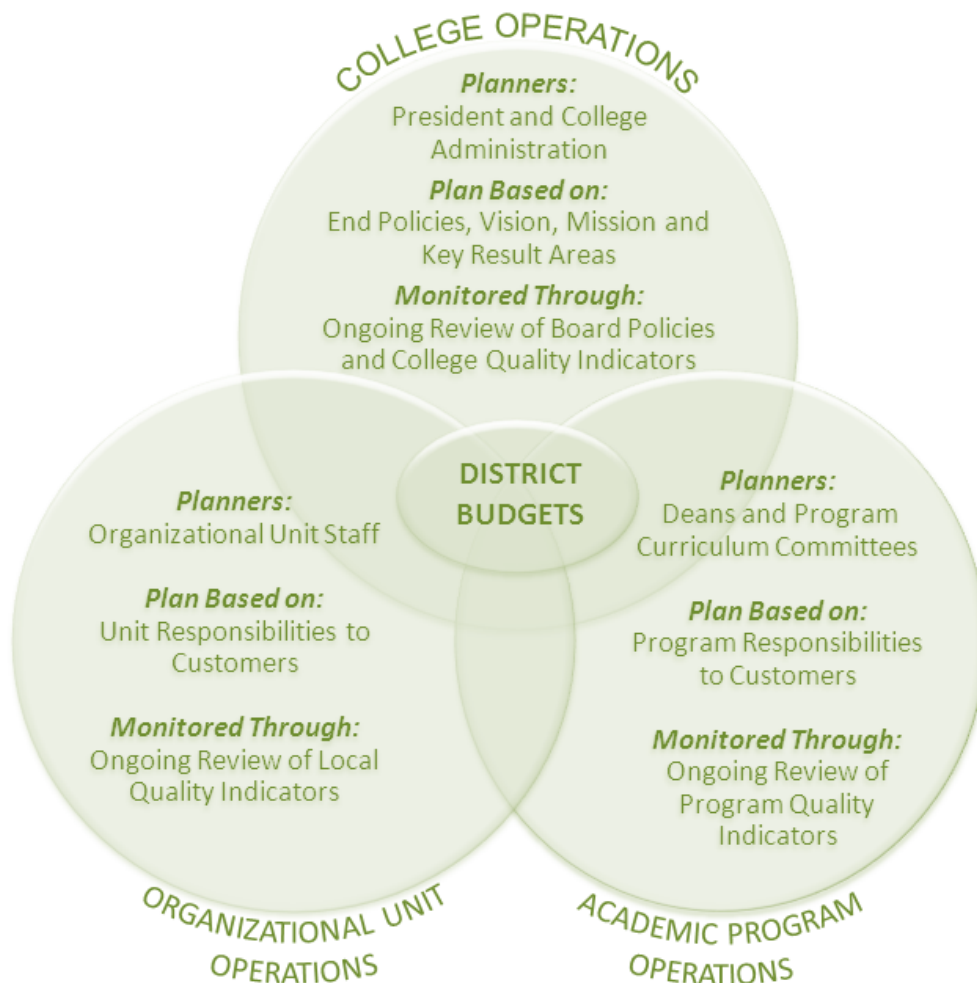 COLLEGE OPERATIONS
Planners:
President and College
Administration
Plan Based on:
End Policies, Vision, Mission and
Key Result Areas
Monitored Through:
Ongoing Review of Board Policies
and College Quality Indicators
DISTRICT
BUDGETS
Planners:
Organizational Unit Staff
Plan Based on:
Unit Responsibilities to
Customers
Monitored Through:
Ongoing Review of Local
Quality Indicators
ORGANIZATIONAL UNIT
OPERATIONS
Planners:
Deans and Program
Curriculum Committees
Plan Based on:
Program Responsibilities
to Customers
Monitored Through:
Ongoing Review of
Program Quality
Indicators
ACADEMIC PROGRAM
OPERATIONS